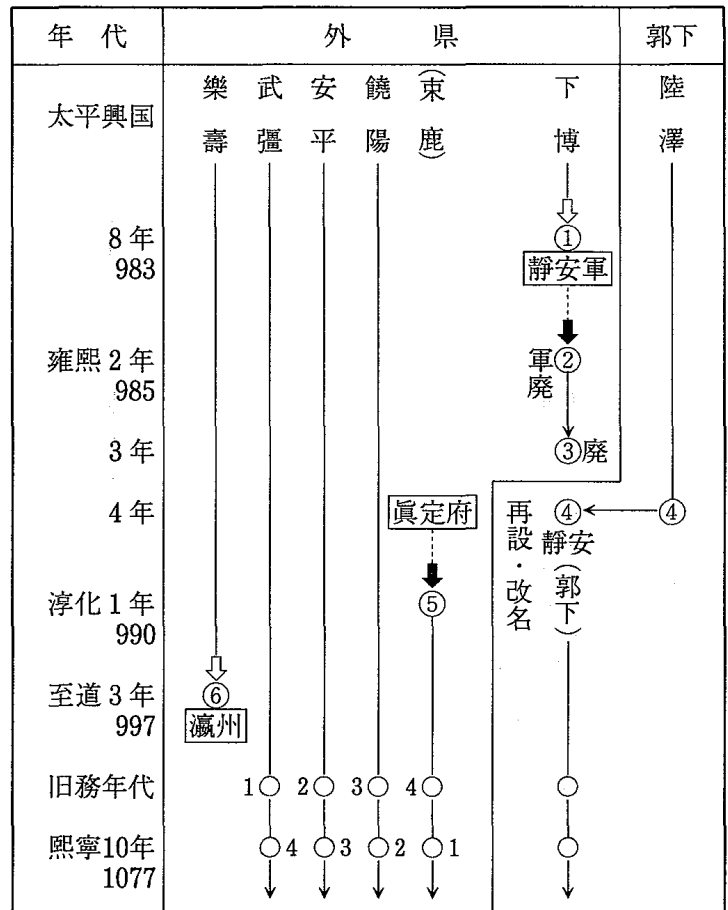 年代 外県 郭下
太平興国 樂壽 武彊 安平 饒陽 (束鹿) 下博 陸澤
8年 ①
983 靜安軍
雍熙2年 軍廃 ②
985
3年 ③廃
4年 眞定府 再設・改名 ④ ④
靜安(郭下)
淳化1年 ⑤
990
至道3年 ⑥
997 瀛州
旧務年代 1○ 2○ 3○ 4○ ○
熙寧10年 ○4 ○3 ○2 ○1 ○
1077